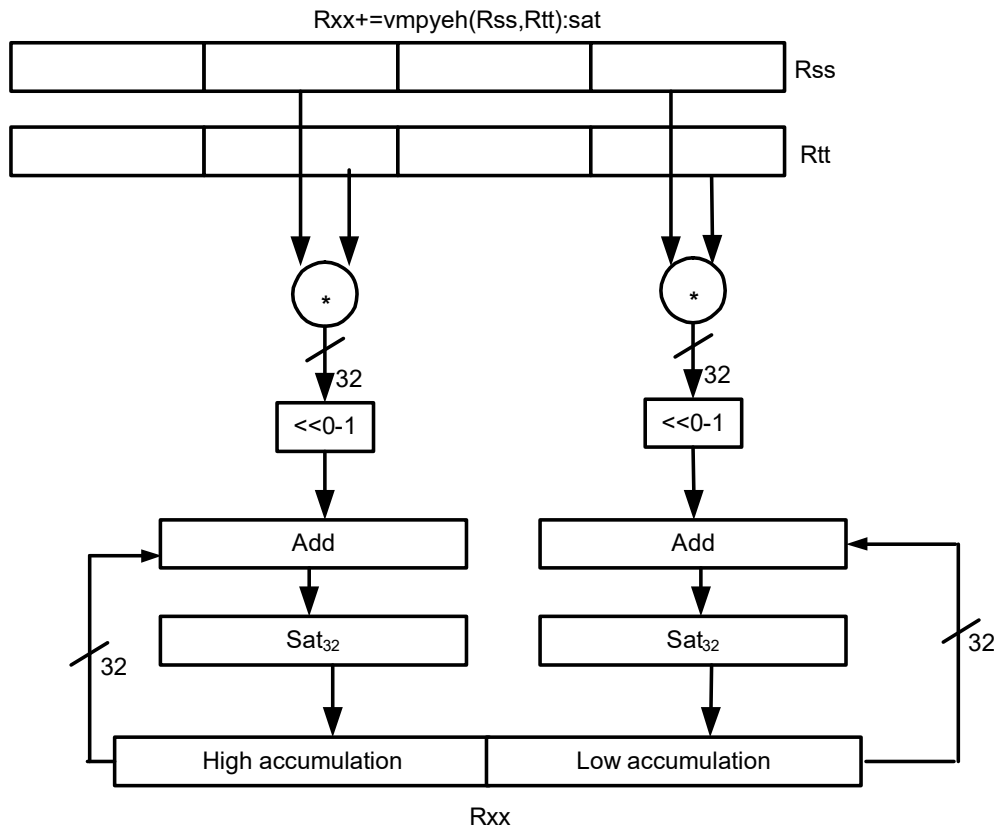 Rxx+=vmpyeh(Rss,Rtt):sat
Rss
Rtt
* *
32 32
<<0-1 <<0-1
Add Add
Sat32 Sat32
32 32
High accumulation Low accumulation
Rxx